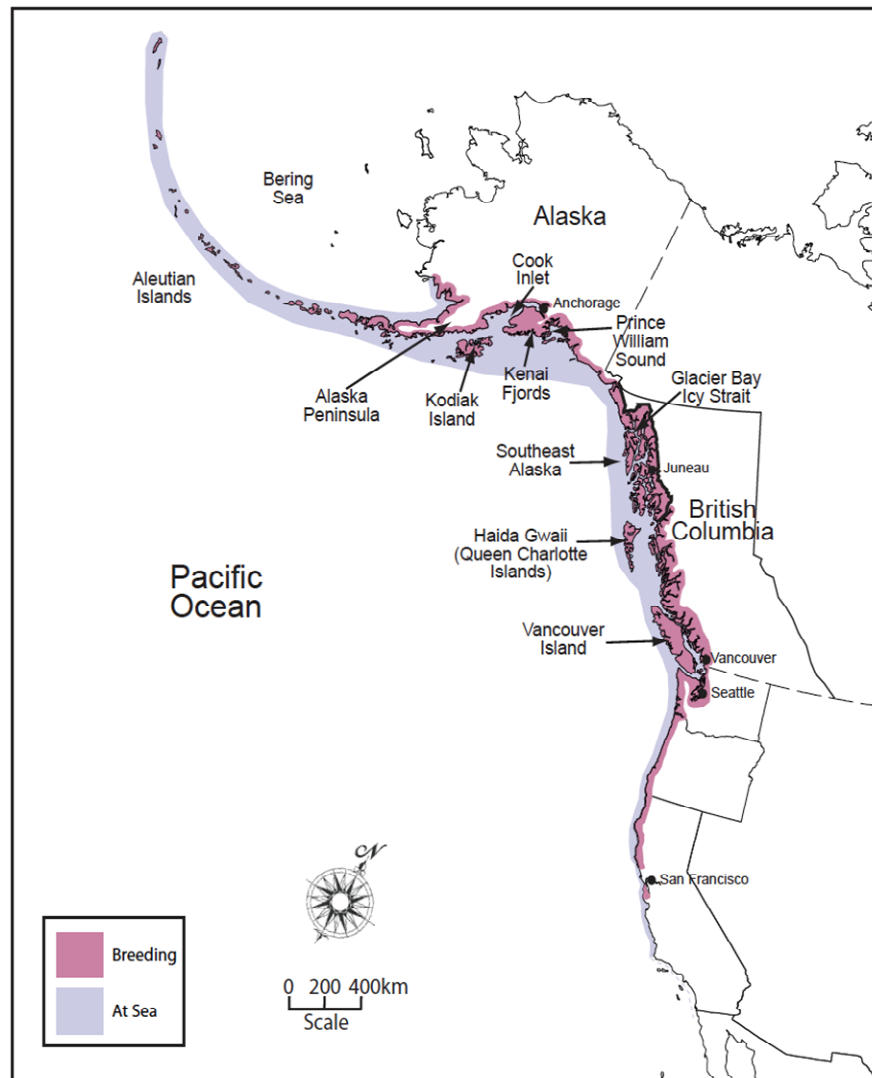 Bering
Sea
Alaska
Aleutian
Islands
Cook
Inlet
Anchorage
Prince
William
Sound
Alaska
Peninsula
Kodiak
Island
Kenai
Fjords
Glacier Bay
Icy Strait
Southeast
Alaska
Juneau
British
Columbia
Haida Gwaii
(Queen Charlotte
Islands)
Pacific
Ocean
Vancouver
Island
Vancouver
Seattle
San Francisco
N
Breeding
At Sea
0 200 400km
Scale